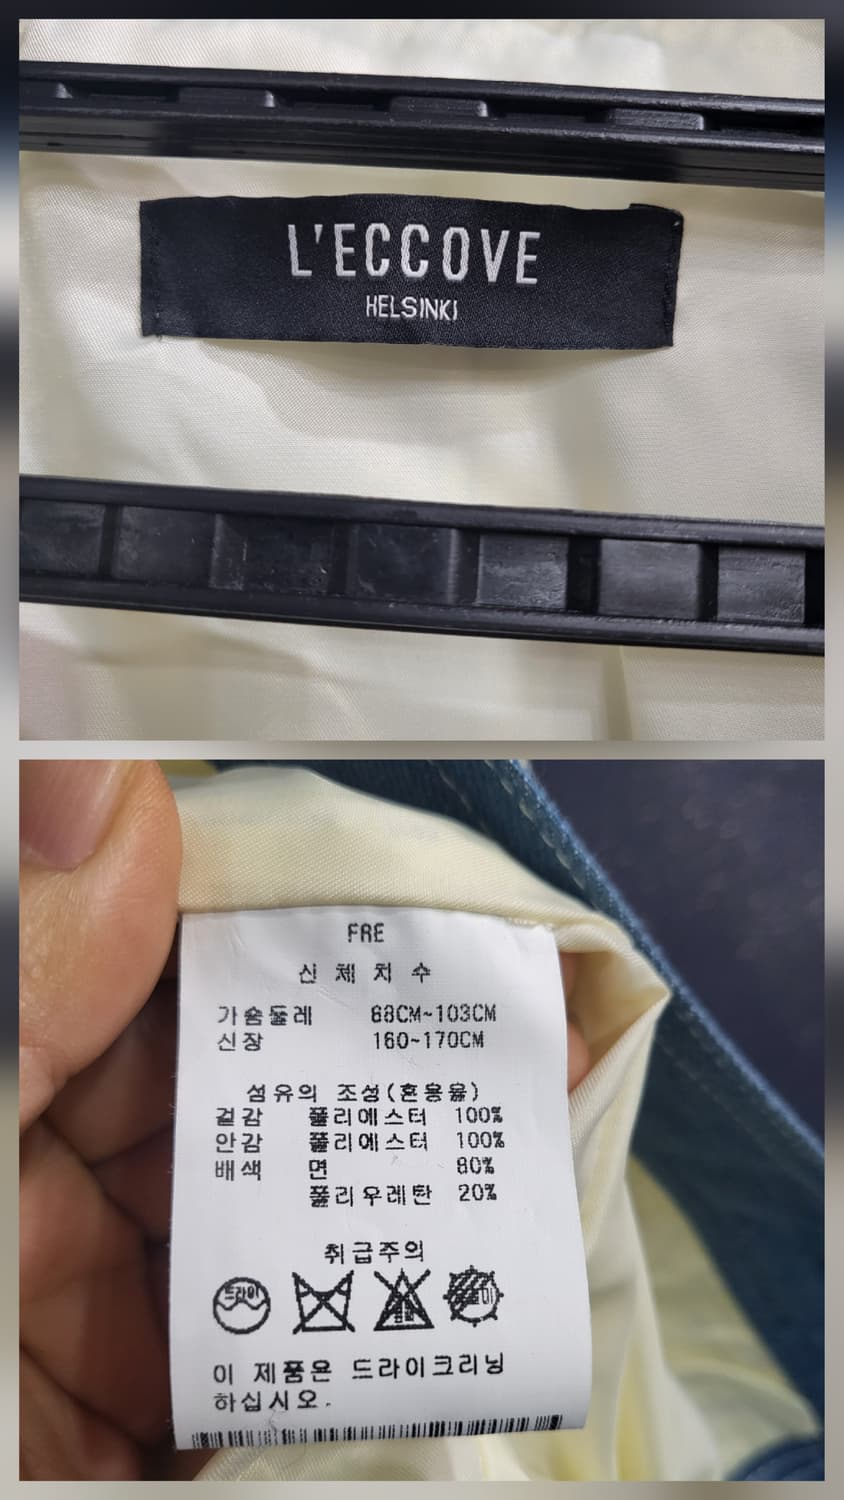 L'ECCOVE
HELSINKI
FRE
신체치수
가슴둘레 88CM~103CM
신장 160~170CM
섬유의 조성(혼용율)
겉감 폴리에스터 100%
안감 폴리에스터 100%
배색 면 80%
폴리우레탄 20%
취급주의
드라이
이 제품은 드라이크리닝
하십시오.